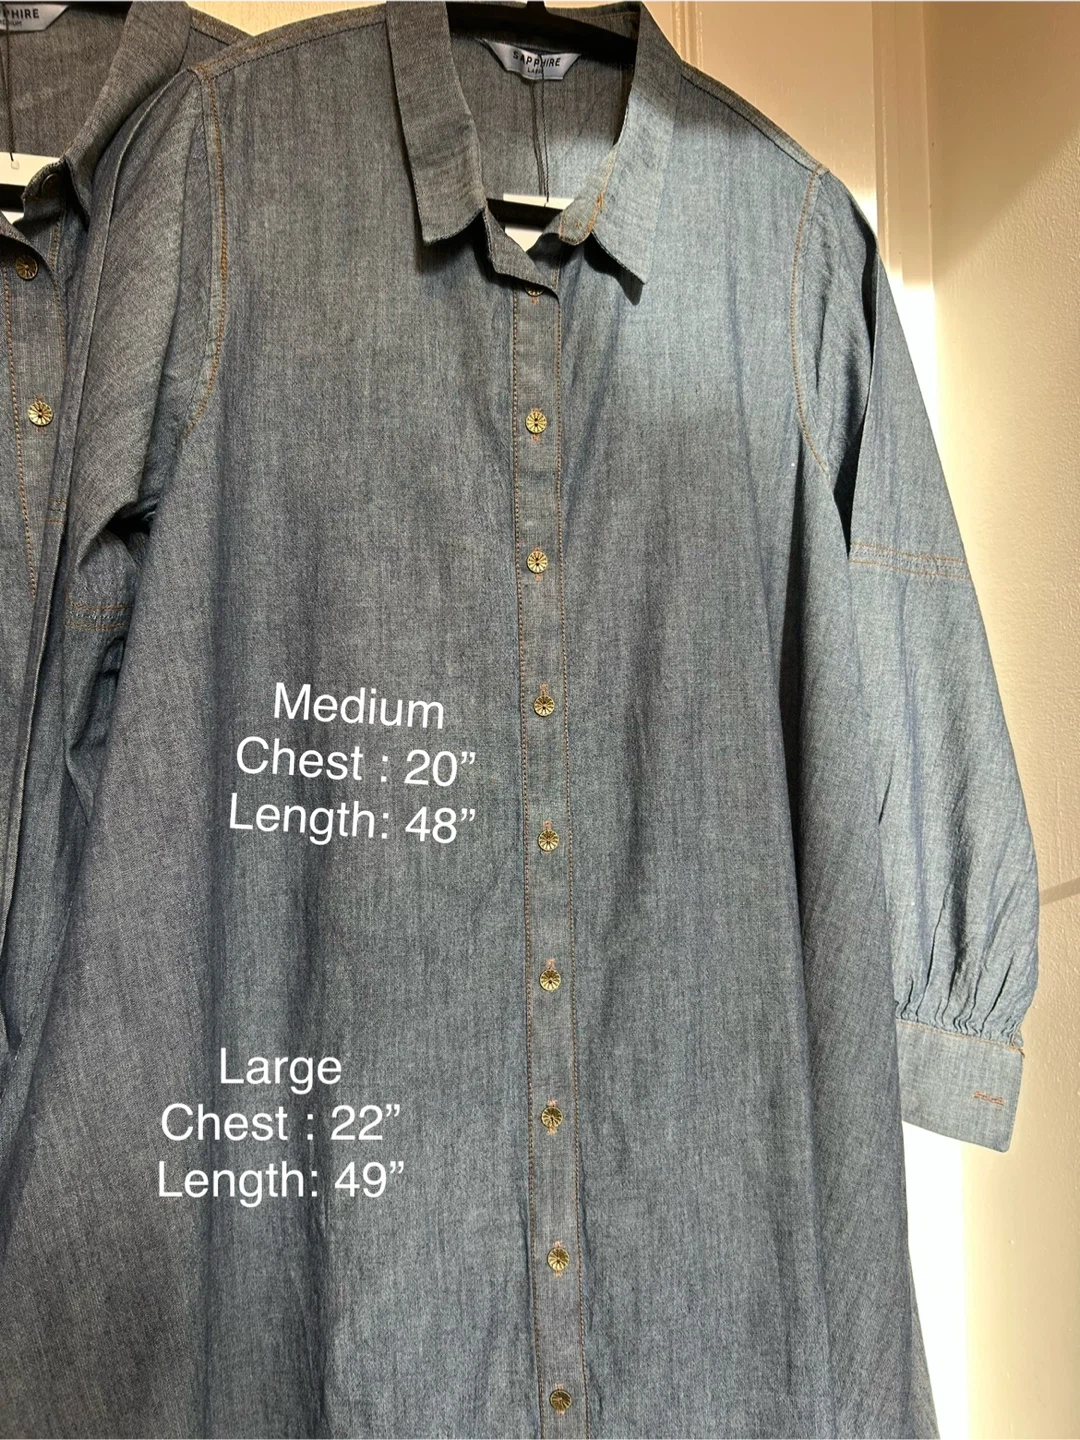 SAPPHIRE
Medium
Chest : 20”
Length: 48”
Large
Chest : 22”
Length: 49”